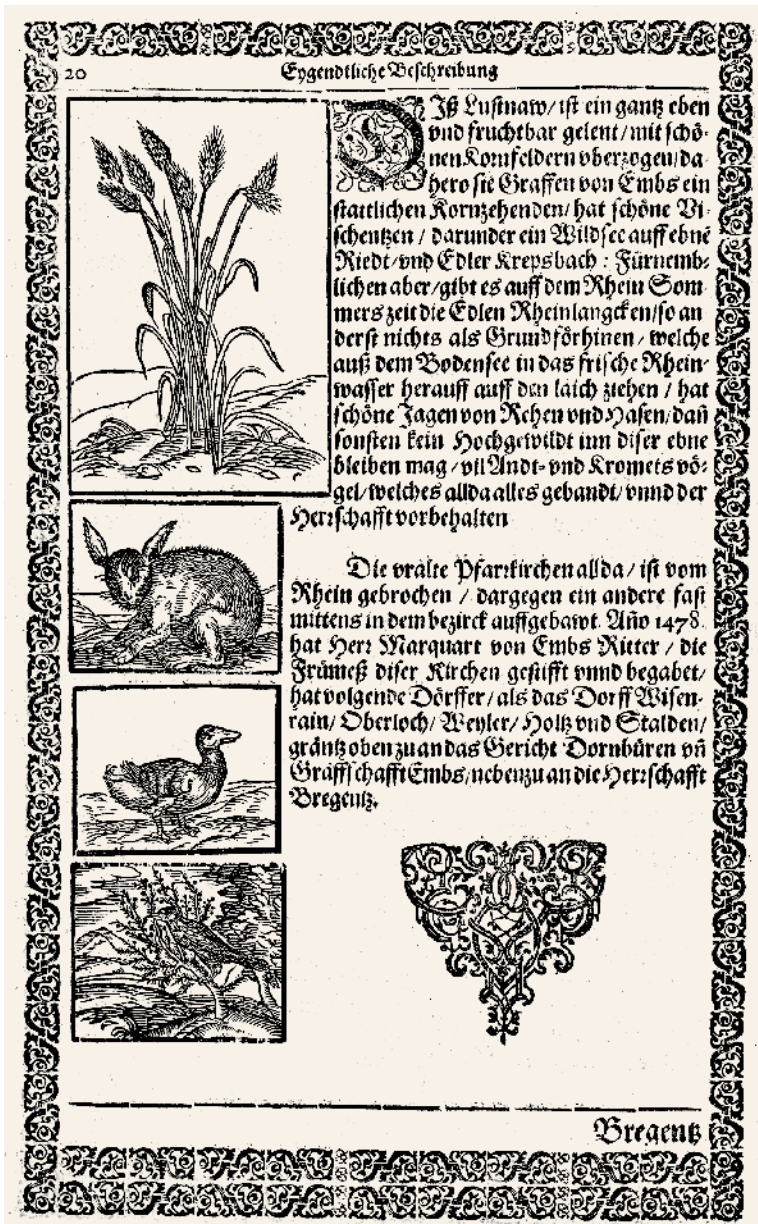 20 Eygendtliche Beschreibung
DIß Lustnaw/ ist ein gantz eben
vnd fruchtbar gelent/ mit schö-
nen Kornfeldern vberzogen/ da-
hero sie Graffen von Embs ein
stattlichen Kornzehenden/ hat schöne Vi-
schentzen / darunder ein Wildsee auff ebnē
Riedt/ vnd Edler Krepsbach : Fürnemb-
lichen aber/ gibt es auff dem Rhein Som
mers zeit die Edlen Rheinlangcken/ so an
derst nichts als Grundförhinen / welche
auß dem Bodensee in das frische Rhein-
wasser herauff auff den laich ziehen / hat
schöne Jagen von Rehen vnd Hasen/ dañ
sonsten kein Hochgewildt inn diser ebne
bleiben mag / vil Andt- vnd Kromets vö-
gel/ welches allda alles gebandt/ vnnd der
Herrschafft vorbehalten
Die vralte Pfarrkirchen allda / ist vom
Rhein gebrochen / dargegen ein andere fast
mittens in dem bezirck auffgebawt. Año 1478.
hat Herr Marquart von Embs Ritter / die
Frümeß diser Kirchen gestifft vnnd begabet/
hat volgende Dörffer / als das Dorff Wisen-
rain/ Oberloch/ Weyler/ Holtz vnd Stalden/
gräntz oben zu an das Gericht Dornbüren vñ
Graffschafft Embs/ neben zu an die Herrschafft
Bregentz.
Bregentz